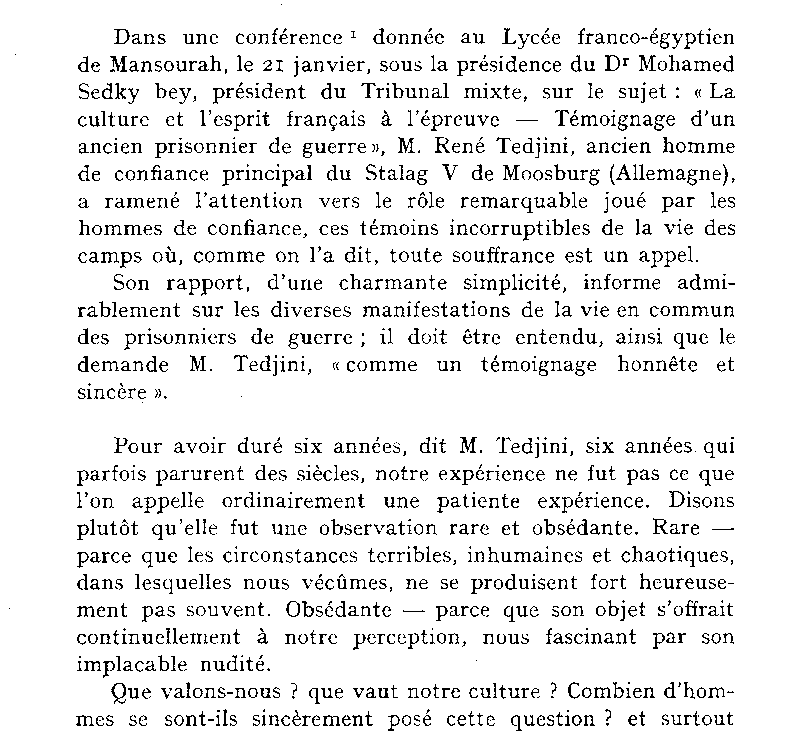 Dans une conférence ¹ donnée au Lycée franco-égyptien
de Mansourah, le 21 janvier, sous la présidence du Dʳ Mohamed
Sedky bey, président du Tribunal mixte, sur le sujet : « La
culture et l'esprit français à l'épreuve — Témoignage d'un
ancien prisonnier de guerre», M. René Tedjini, ancien homme
de confiance principal du Stalag V de Moosburg (Allemagne),
a ramené l'attention vers le rôle remarquable joué par les
hommes de confiance, ces témoins incorruptibles de la vie des
camps où, comme on l'a dit, toute souffrance est un appel.
Son rapport, d'une charmante simplicité, informe admi-
rablement sur les diverses manifestations de la vie en commun
des prisonniers de guerre ; il doit être entendu, ainsi que le
demande M. Tedjini, « comme un témoignage honnête et
sincère ».
Pour avoir duré six années, dit M. Tedjini, six années qui
parfois parurent des siècles, notre expérience ne fut pas ce que
l'on appelle ordinairement une patiente expérience. Disons
plutôt qu'elle fut une observation rare et obsédante. Rare —
parce que les circonstances terribles, inhumaines et chaotiques,
dans lesquelles nous vécûmes, ne se produisent fort heureuse-
ment pas souvent. Obsédante — parce que son objet s'offrait
continuellement à notre perception, nous fascinant par son
implacable nudité.
Que valons-nous ? que vaut notre culture ? Combien d'hom-
mes se sont-ils sincèrement posé cette question ? et surtout